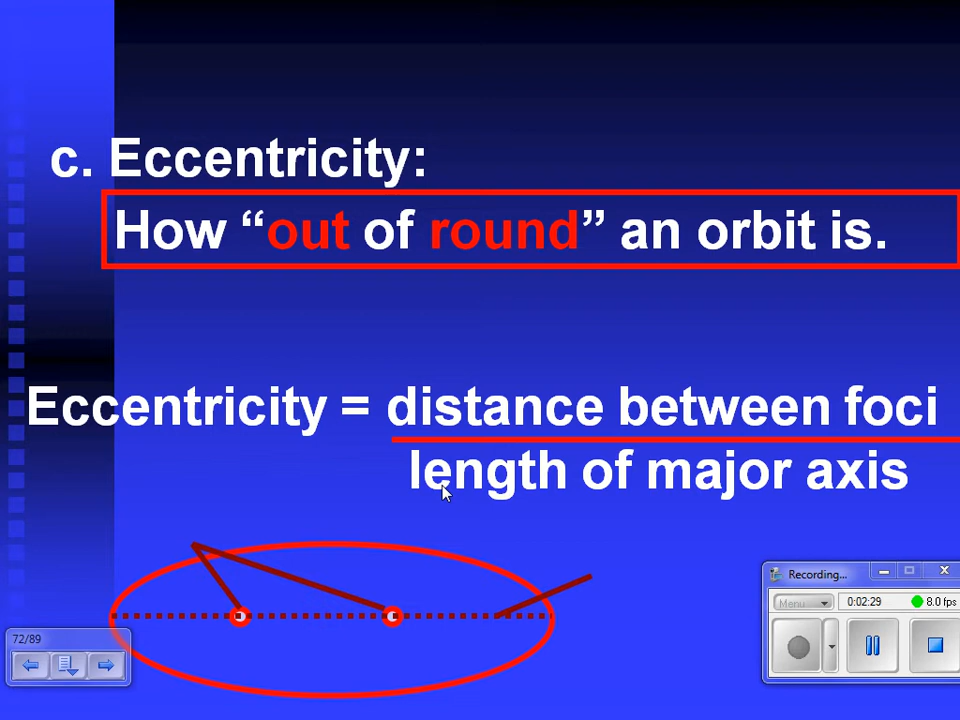 c. Eccentricity:
How “out of round” an orbit is.
Eccentricity = distance between foci
length of major axis
Recording...
Menu
0:02:29
8.0 fps
72/89